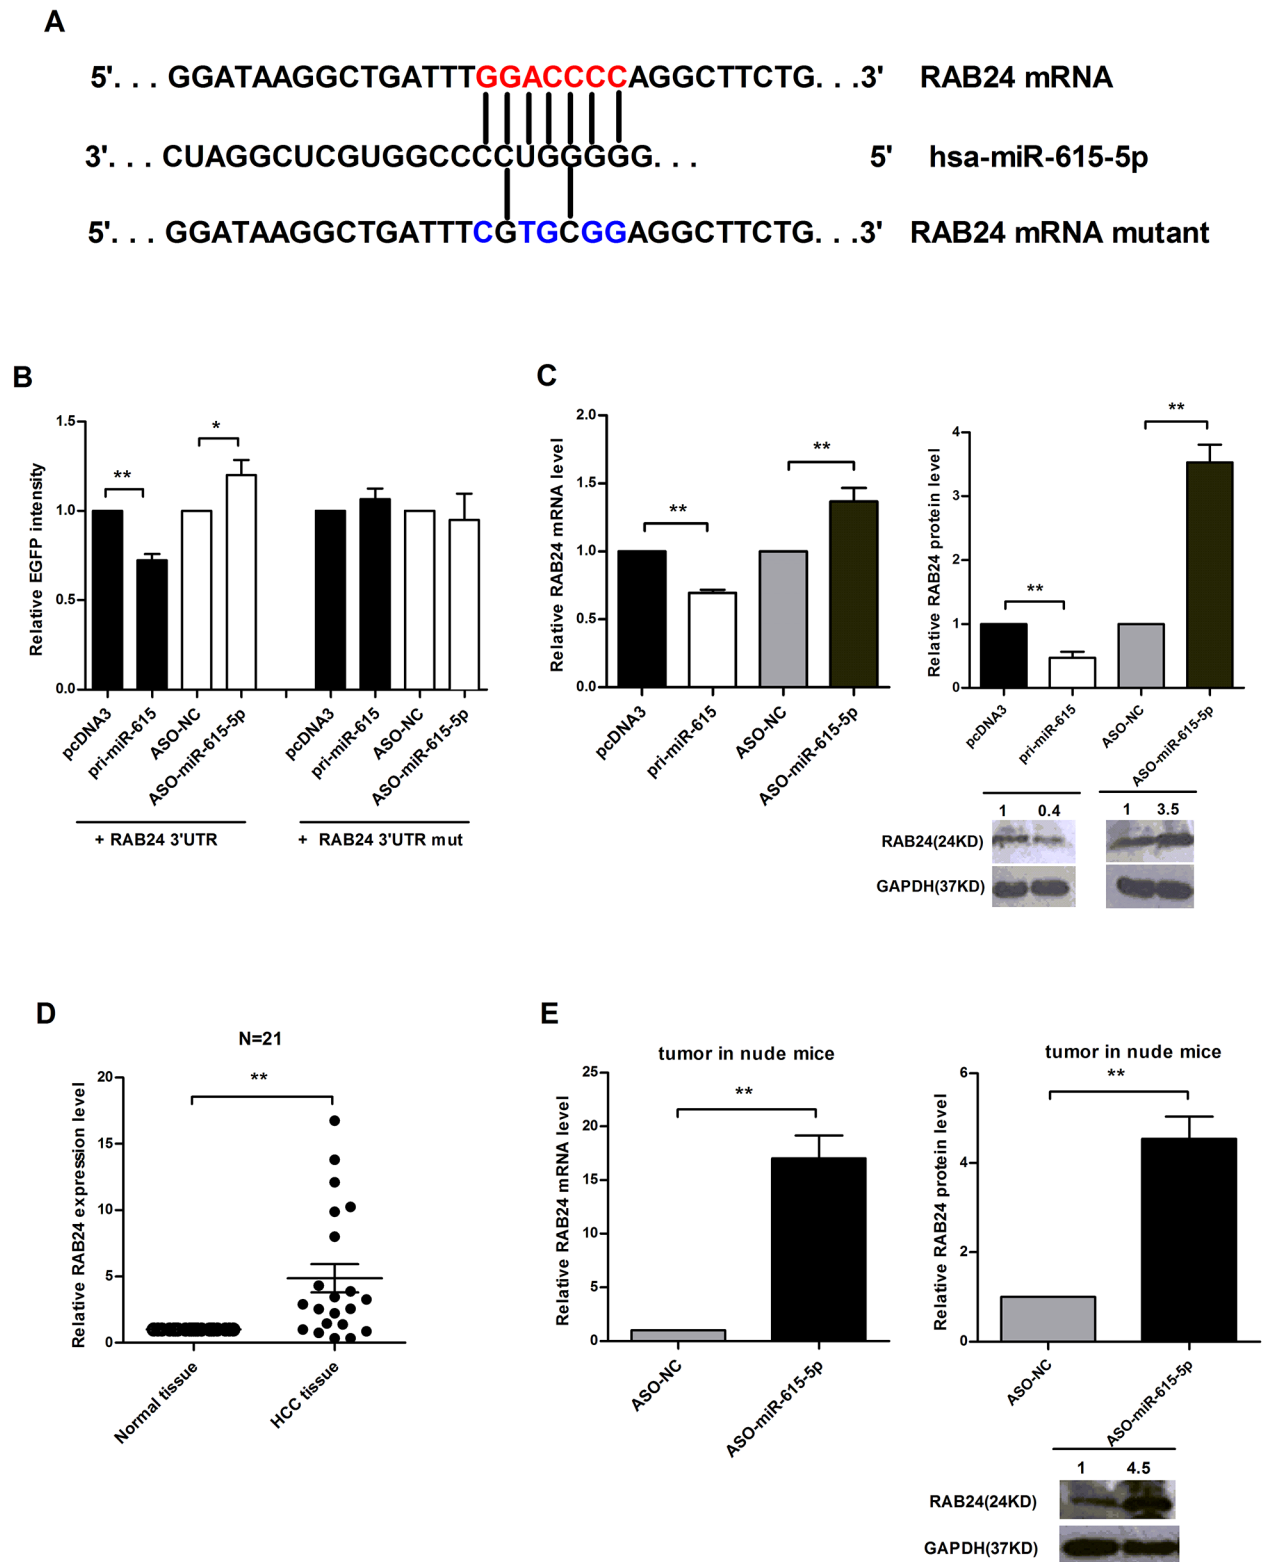 A
5'. . . GGATAAGGCTGATTTGGACCCCAGGCTTCTG. . .3' RAB24 mRNA
3'. . . CUAGGCUCGUGGCCCCUGGGGG. . . 5' hsa-miR-615-5p
5'. . . GGATAAGGCTGATTTCGTGCGGAGGCTTCTG. . .3' RAB24 mRNA mutant
B
Relative EGFP intensity
1.5
1.0
0.5
0.0
**
*
pcDNA3
pri-miR-615
ASO-NC
ASO-miR-615-5p
pcDNA3
pri-miR-615
ASO-NC
ASO-miR-615-5p
+ RAB24 3'UTR
+ RAB24 3'UTR mut
C
Relative RAB24 mRNA level
2.0
1.5
1.0
0.5
0.0
**
**
pcDNA3
pri-miR-615
ASO-NC
ASO-miR-615-5p
Relative RAB24 protein level
4
3
2
1
0
**
**
pcDNA3
pri-miR-615
ASO-NC
ASO-miR-615-5p
1 0.4 1 3.5
RAB24(24KD)
GAPDH(37KD)
D
N=21
Relative RAB24 expression level
20
15
10
5
0
**
Normal tissue
HCC tissue
E
tumor in nude mice
Relative RAB24 mRNA level
25
20
15
10
5
0
**
ASO-NC
ASO-miR-615-5p
tumor in nude mice
Relative RAB24 protein level
6
4
2
0
**
ASO-NC
ASO-miR-615-5p
1 4.5
RAB24(24KD)
GAPDH(37KD)